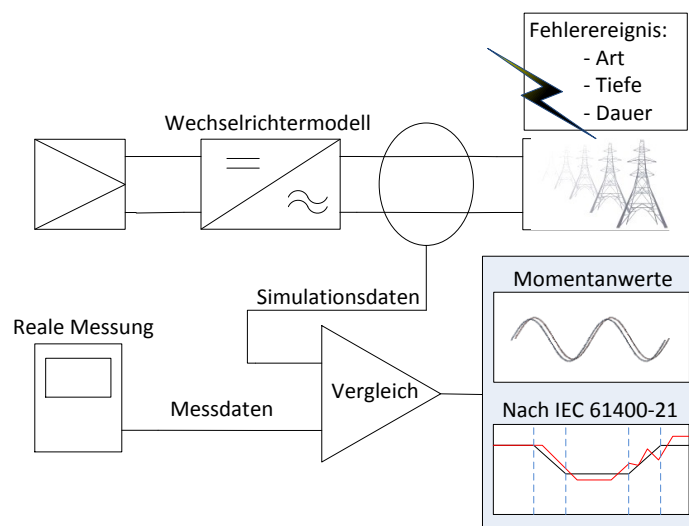 Fehlerereignis:
- Art
- Tiefe
- Dauer
Wechselrichtermodell
Simulationsdaten
Momentanwerte
Reale Messung
Vergleich
Messdaten
Nach IEC 61400-21